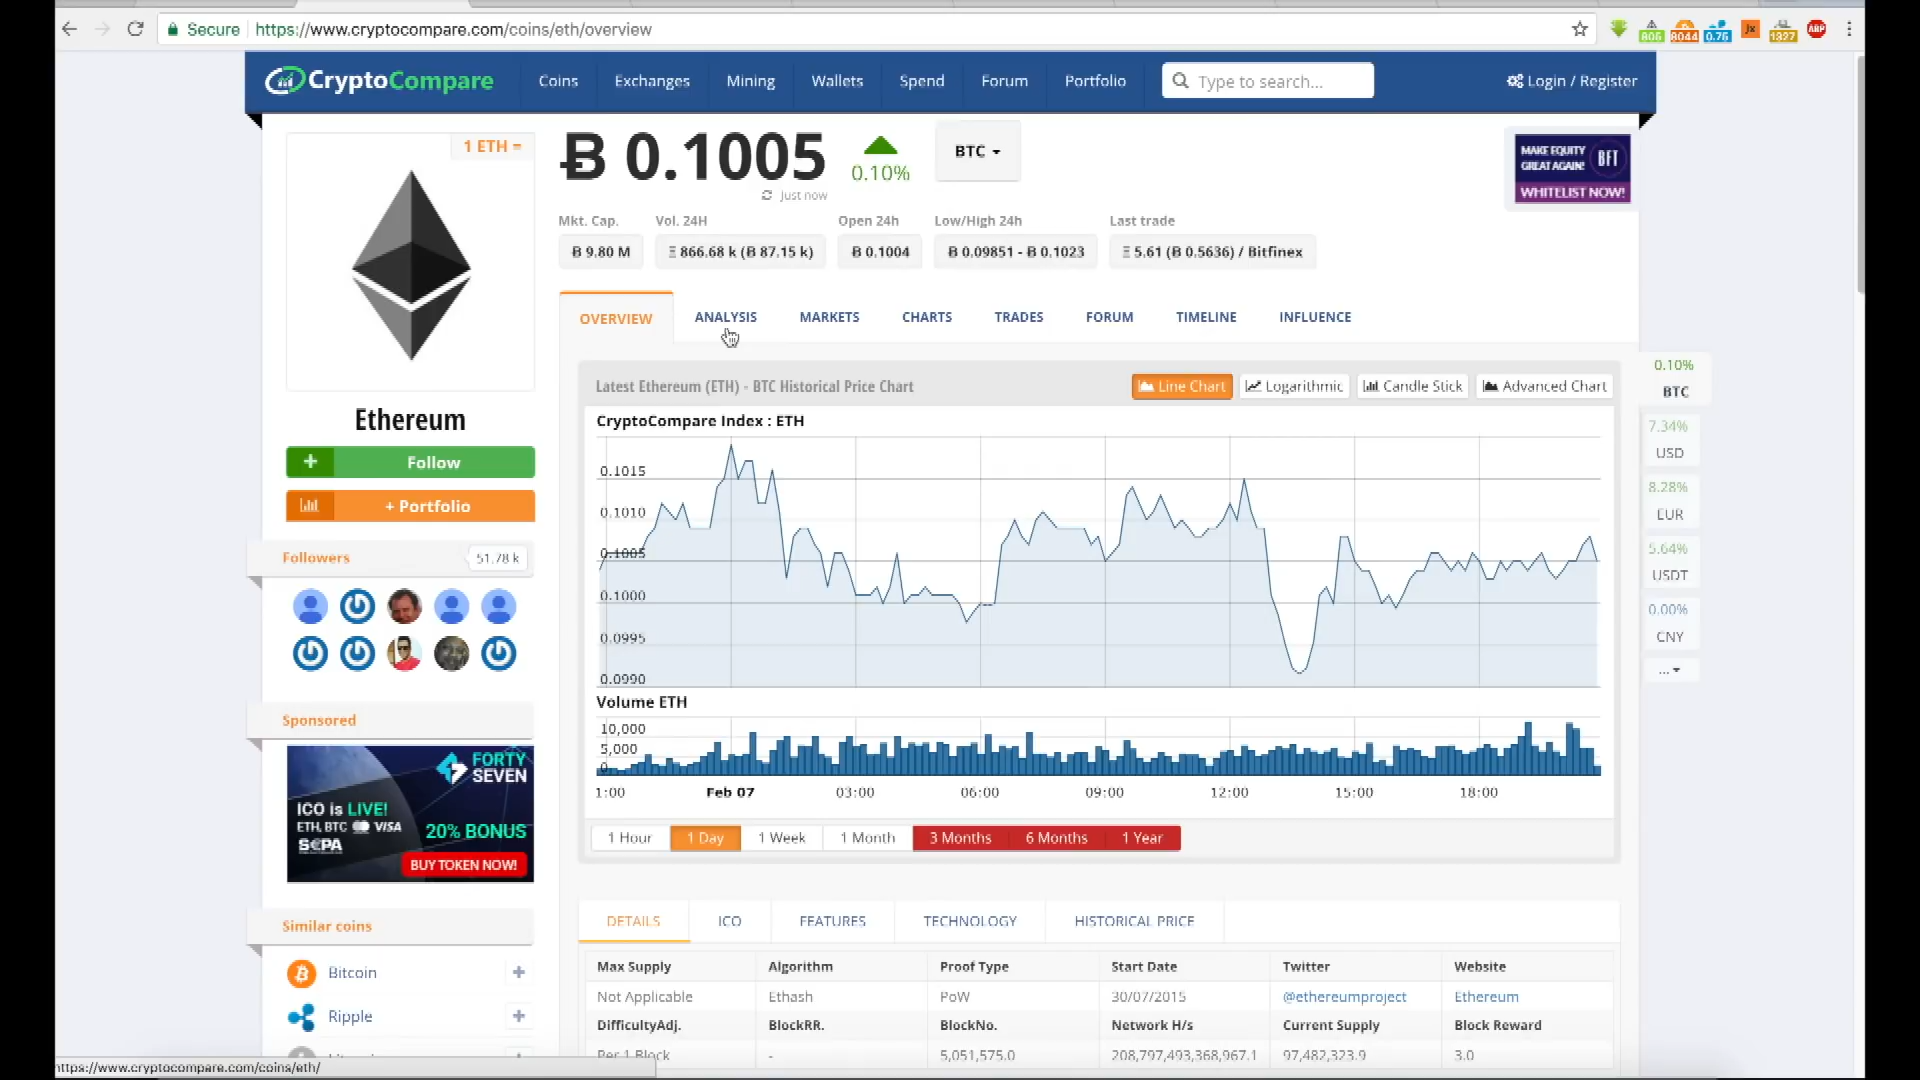 Secure https://www.cryptocompare.com/coins/eth/overview
805 8044 0.75 JX 1327 ABP
CryptoCompare Coins Exchanges Mining Wallets Spend Forum Portfolio Type to search... Login / Register
1 ETH =
Ƀ 0.1005 0.10% BTC
Just now
MAKE EQUITY GREAT AGAIN! BFT
WHITELIST NOW!
Mkt. Cap. Vol. 24H Open 24h Low/High 24h Last trade
Ƀ 9.80 M Ξ 866.68 k (Ƀ 87.15 k) Ƀ 0.1004 Ƀ 0.09851 - Ƀ 0.1023 Ξ 5.61 (Ƀ 0.5636) / Bitfinex
OVERVIEW ANALYSIS MARKETS CHARTS TRADES FORUM TIMELINE INFLUENCE
Latest Ethereum (ETH) - BTC Historical Price Chart Line Chart Logarithmic Candle Stick Advanced Chart
CryptoCompare Index : ETH
0.1015
0.1010
0.1005
0.1000
0.0995
0.0990
Volume ETH
10,000
5,000
0
1:00 Feb 07 03:00 06:00 09:00 12:00 15:00 18:00
1 Hour 1 Day 1 Week 1 Month 3 Months 6 Months 1 Year
0.10%
BTC
7.34%
USD
8.28%
EUR
5.64%
USDT
0.00%
CNY
...
Ethereum
+ Follow
+ Portfolio
Followers 51.78 k
Sponsored
FORTY
SEVEN
ICO is LIVE!
ETH, BTC VISA
SEPA
20% BONUS
BUY TOKEN NOW!
Similar coins
Bitcoin +
Ripple +
DETAILS ICO FEATURES TECHNOLOGY HISTORICAL PRICE
Max Supply Algorithm Proof Type Start Date Twitter Website
Not Applicable Ethash PoW 30/07/2015 @ethereumproject Ethereum
DifficultyAdj. BlockRR. BlockNo. Network H/s Current Supply Block Reward
Per 1 Block - 5,051,575.0 208,797,493,368,967.1 97,482,323.9 3.0
https://www.cryptocompare.com/coins/eth/